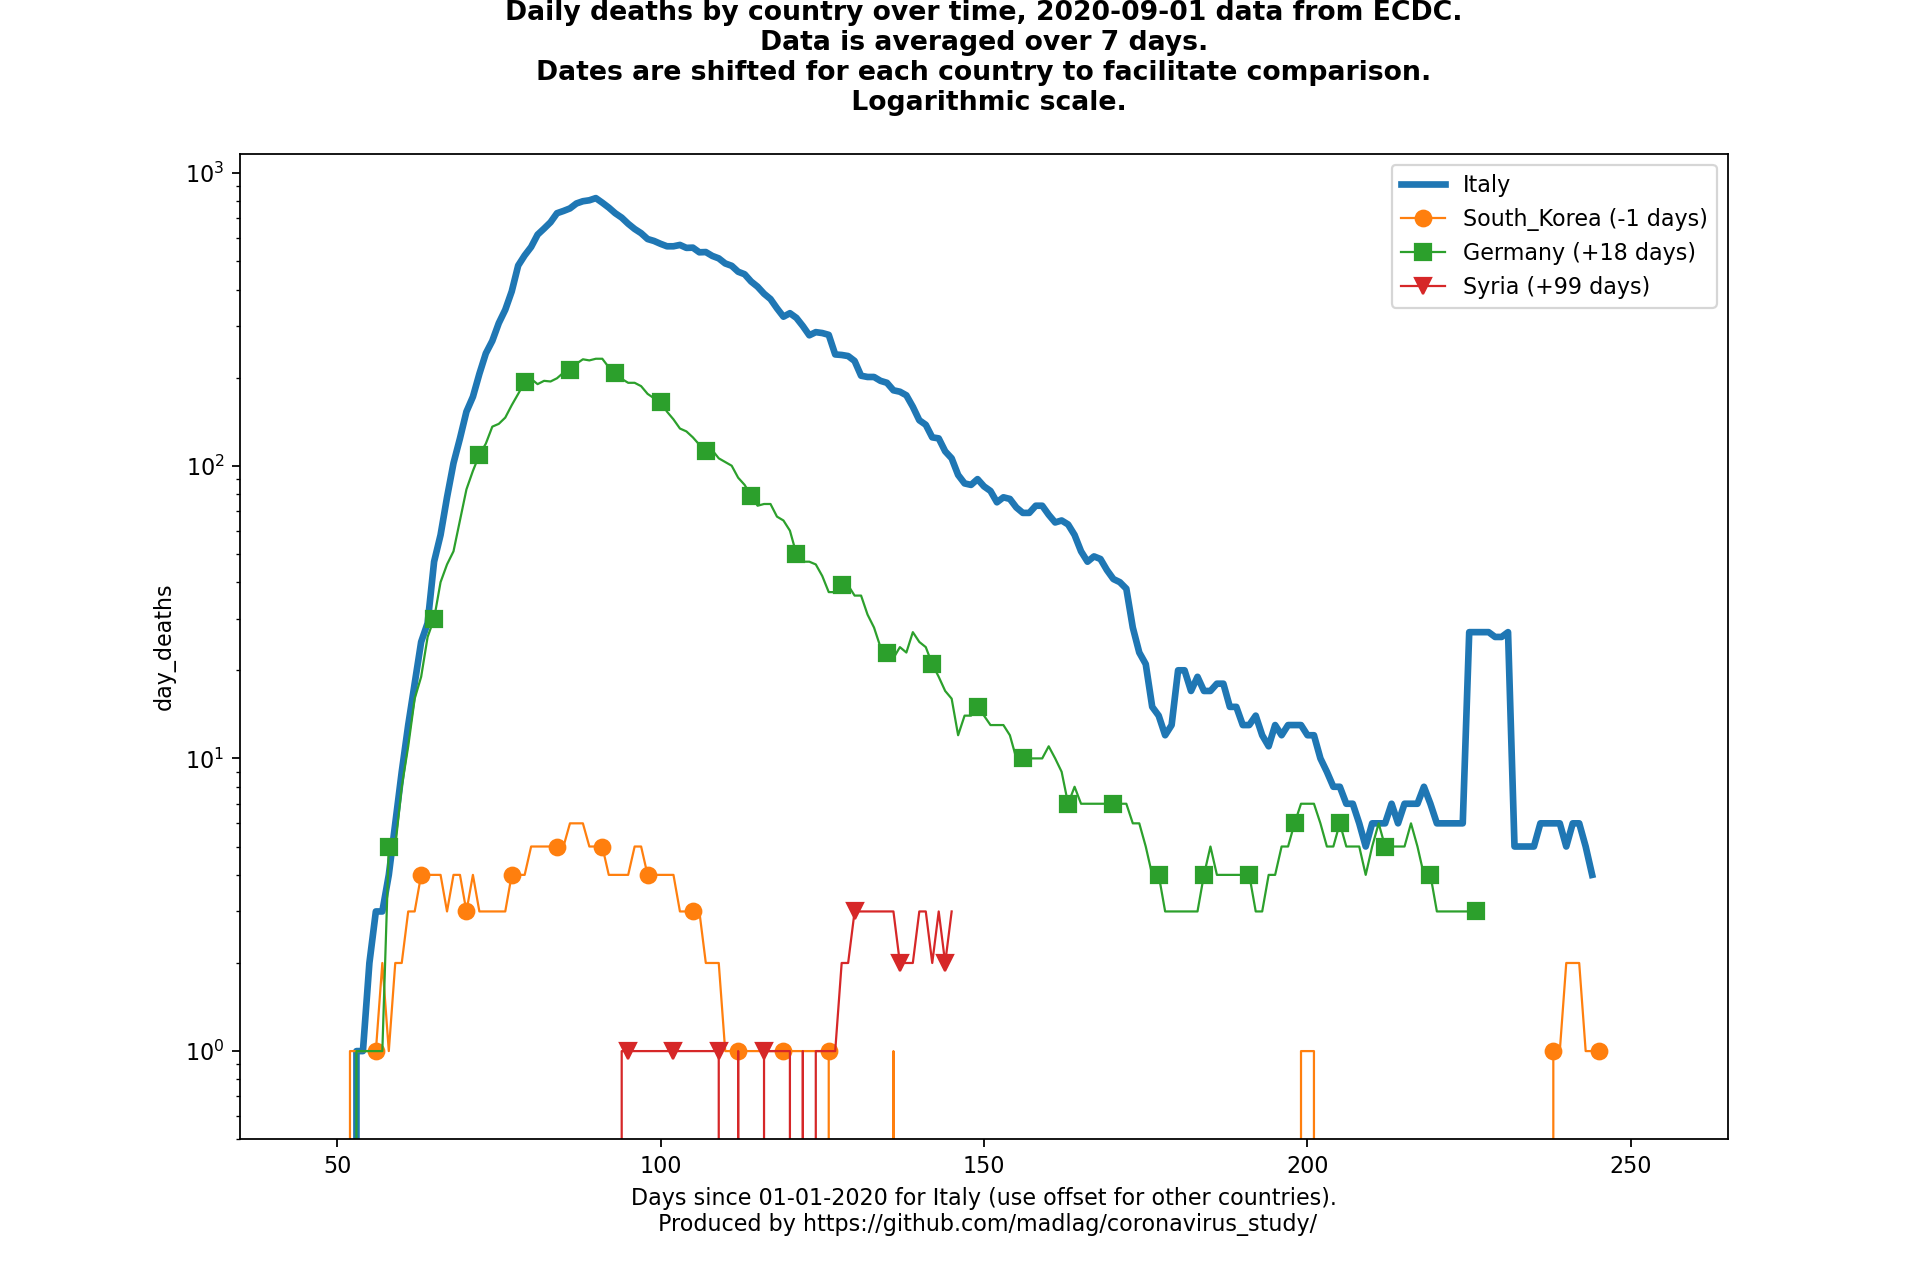 Daily deaths by country over time, 2020-09-01 data from ECDC.
Data is averaged over 7 days.
Dates are shifted for each country to facilitate comparison.
Logarithmic scale.
10³
10²
10¹
10⁰
day_deaths
Italy
South_Korea (-1 days)
Germany (+18 days)
Syria (+99 days)
50 100 150 200 250
Days since 01-01-2020 for Italy (use offset for other countries).
Produced by https://github.com/madlag/coronavirus_study/